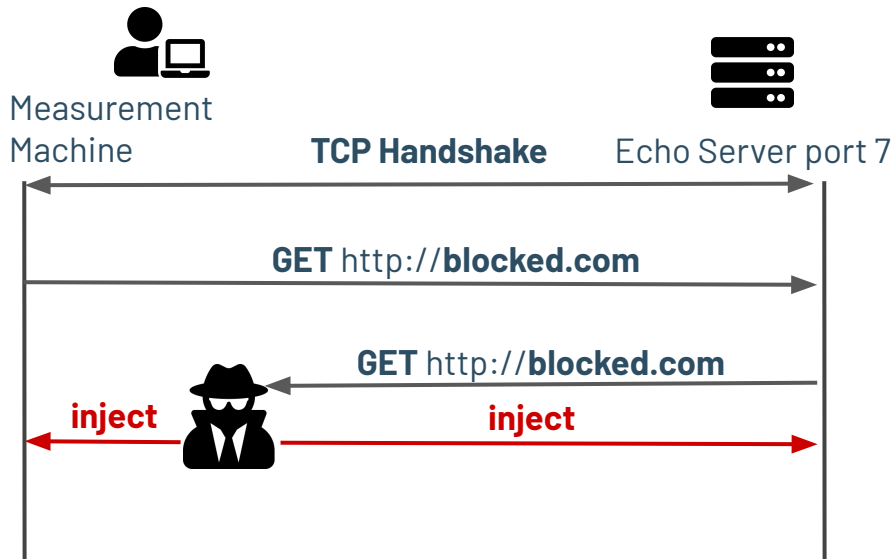 Measurement
Machine
TCP Handshake
Echo Server port 7
GET http://blocked.com
GET http://blocked.com
inject
inject